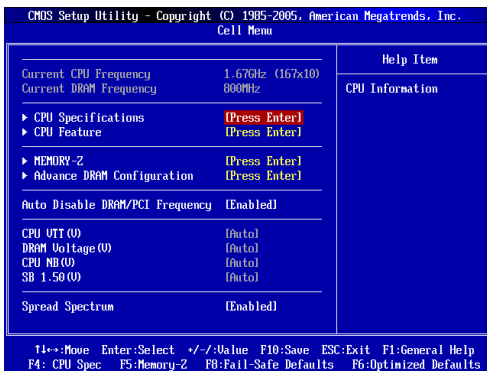 CMOS Setup Utility - Copyright (C) 1985-2005, American Megatrends, Inc.
Cell Menu
Help Item
Current CPU Frequency 1.67GHz (167x10)
Current DRAM Frequency 800MHz
CPU Information
▶ CPU Specifications [Press Enter]
▶ CPU Feature [Press Enter]
▶ MEMORY-Z [Press Enter]
▶ Advance DRAM Configuration [Press Enter]
Auto Disable DRAM/PCI Frequency [Enabled]
CPU VTT(V) [Auto]
DRAM Voltage(V) [Auto]
CPU NB(V) [Auto]
SB 1.50(V) [Auto]
Spread Spectrum [Enabled]
↑↓←→:Move Enter:Select +/-/:Value F10:Save ESC:Exit F1:General Help
F4: CPU Spec F5:Memory-Z F8:Fail-Safe Defaults F6:Optimized Defaults